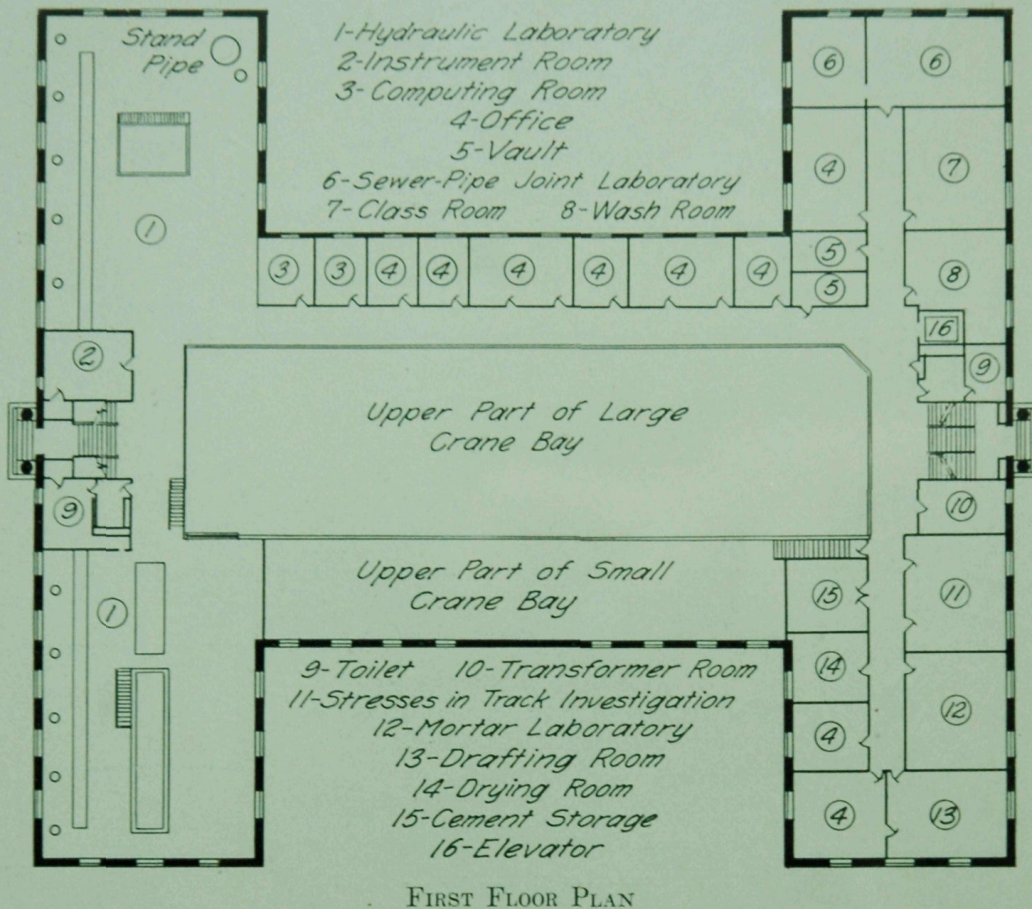 Stand
Pipe
1-Hydraulic Laboratory
2-Instrument Room
3-Computing Room
4-Office
5-Vault
6-Sewer-Pipe Joint Laboratory
7-Class Room 8-Wash Room
6 6
4 7
1
3 3 4 4 4 4 4 4 5 8
5
16
2 9
Upper Part of Large
Crane Bay
9 10
Upper Part of Small
Crane Bay
1 15 11
9-Toilet 10-Transformer Room
11-Stresses in Track Investigation
12-Mortar Laboratory
13-Drafting Room
14-Drying Room
15-Cement Storage
16-Elevator
14
4 12
4 13
FIRST FLOOR PLAN